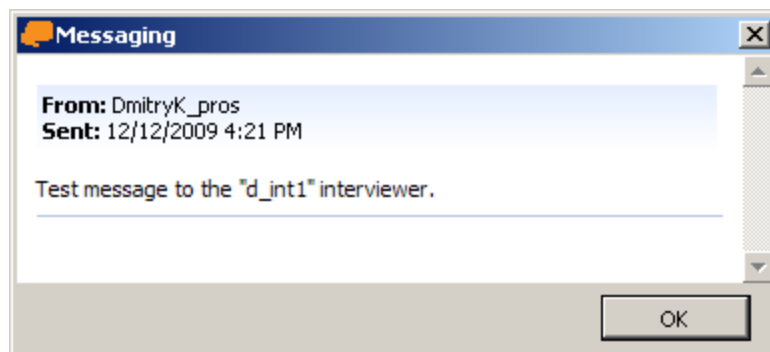 Messaging
From: DmitryK_pros
Sent: 12/12/2009 4:21 PM
Test message to the "d_int1" interviewer.
OK